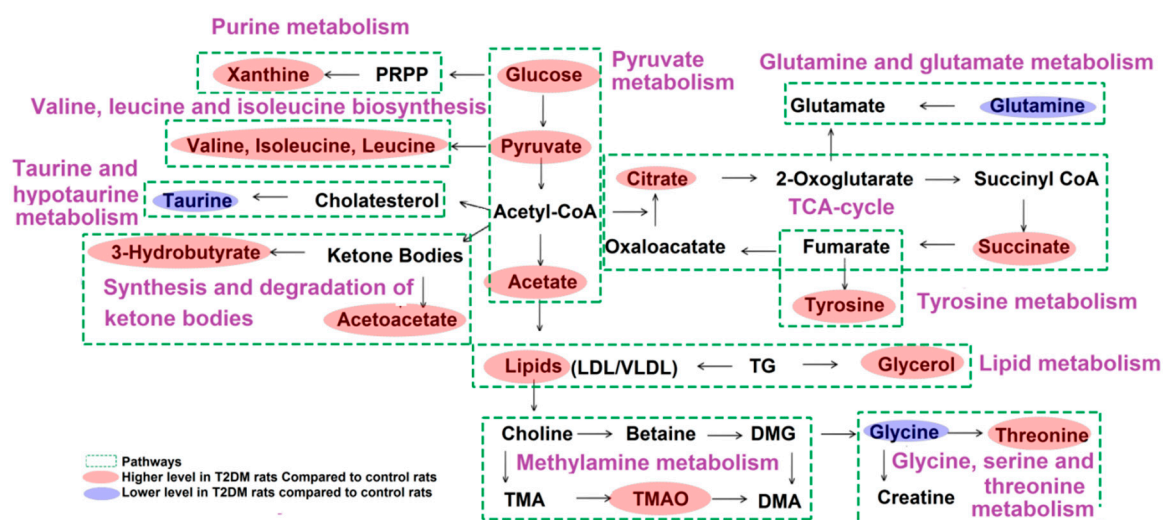 Purine metabolism
Xanthine
PRPP
Glucose
Pyruvate
metabolism
Glutamine and glutamate metabolism
Glutamate
Glutamine
Valine, leucine and isoleucine biosynthesis
Valine, Isoleucine, Leucine
Pyruvate
Taurine and
hypotaurine
metabolism
Taurine
Cholatesterol
Acetyl-CoA
Citrate
2-Oxoglutarate
Succinyl CoA
TCA-cycle
Oxaloacatate
Fumarate
Succinate
3-Hydrobutyrate
Ketone Bodies
Synthesis and degradation of
ketone bodies
Acetoacetate
Acetate
Tyrosine
Tyrosine metabolism
Lipids (LDL/VLDL)
TG
Glycerol
Lipid metabolism
Choline
Betaine
DMG
Glycine
Threonine
Methylamine metabolism
Glycine, serine and
threonine
metabolism
TMA
TMAO
DMA
Creatine
Pathways
Higher level in T2DM rats Compared to control rats
Lower level in T2DM rats compared to control rats